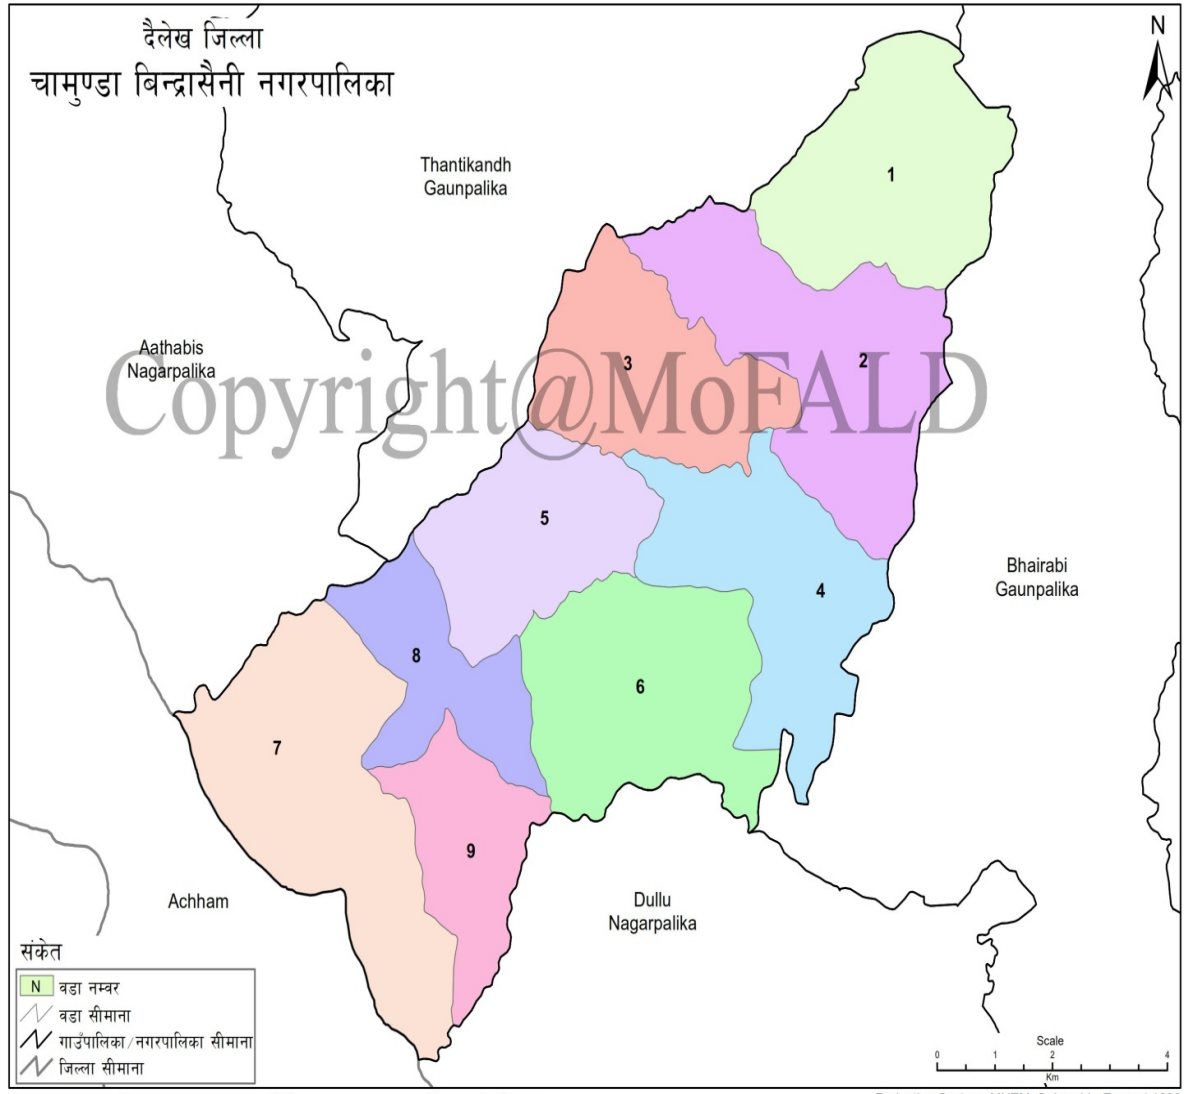 दैलेख जिल्ला
चामुण्डा बिन्द्रासैनी नगरपालिका
N
Thantikandh
Gaunpalika
1
Aathabis
Nagarpalika
3
2
Copyright@MoFALD
5
4
Bhairabi
Gaunpalika
8
6
7
9
Achham
Dullu
Nagarpalika
संकेत
N वडा नम्वर
वडा सीमाना
गाउँपालिका/नगरपालिका सीमाना
जिल्ला सीमाना
Scale
0 1 2 4
Km